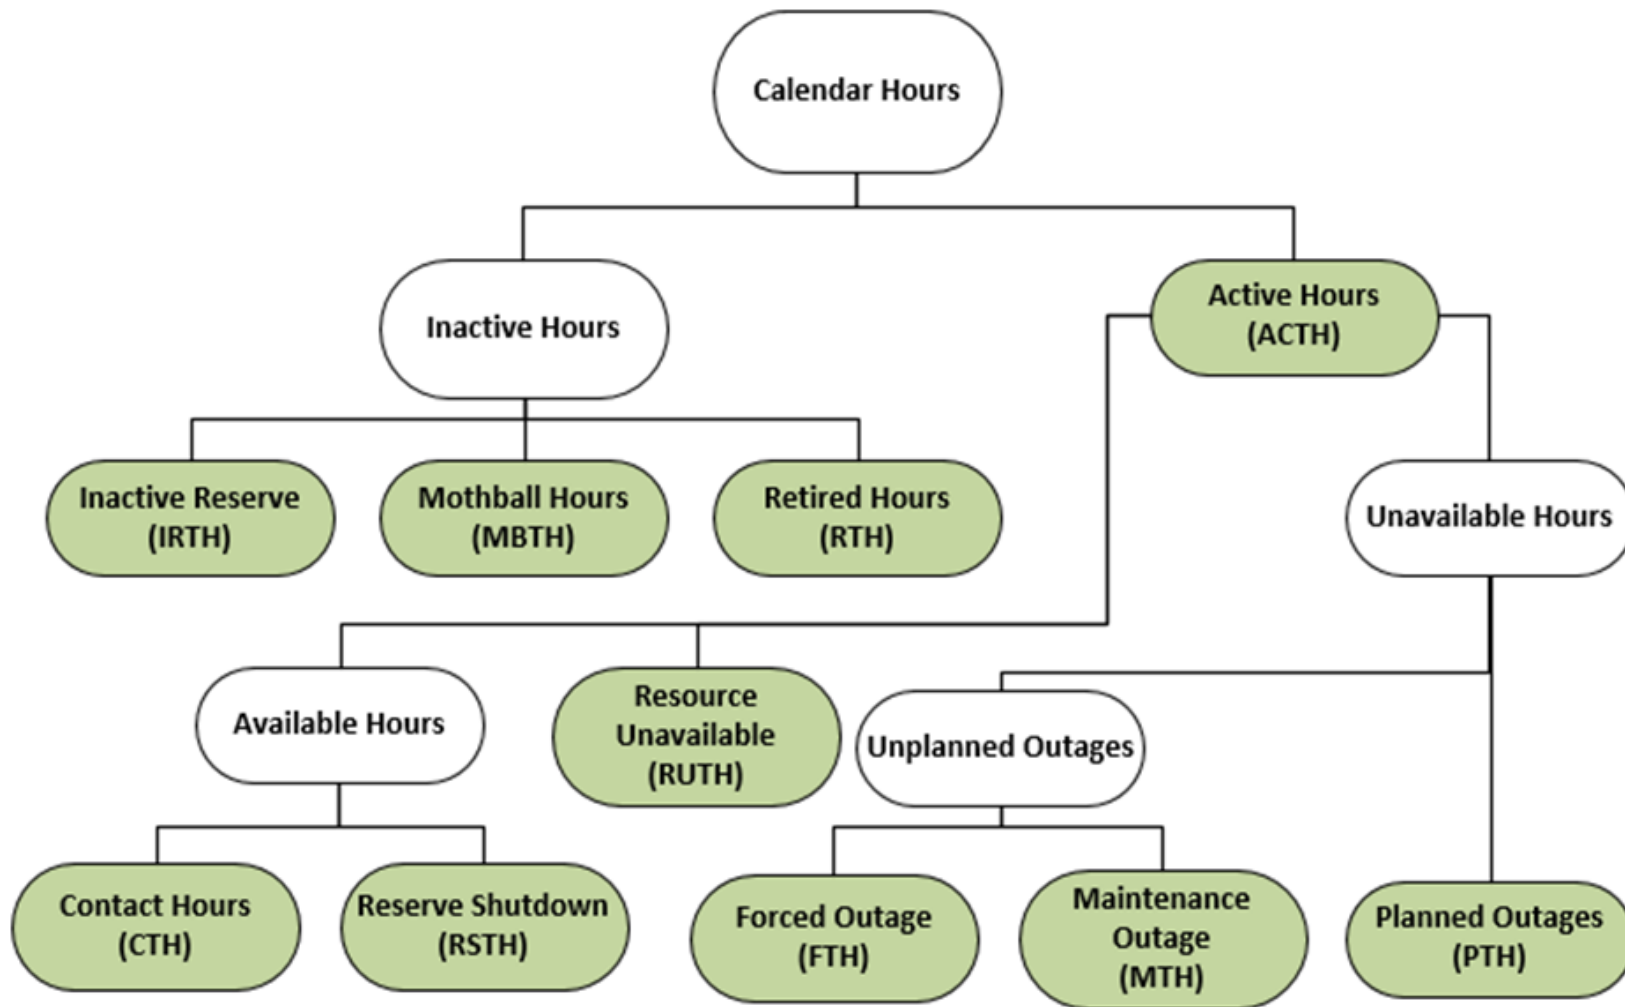 Calendar Hours
Inactive Hours
Active Hours
(ACTH)
Inactive Reserve
(IRTH)
Mothball Hours
(MBTH)
Retired Hours
(RTH)
Unavailable Hours
Available Hours
Resource
Unavailable
(RUTH)
Unplanned Outages
Contact Hours
(CTH)
Reserve Shutdown
(RSTH)
Forced Outage
(FTH)
Maintenance
Outage
(MTH)
Planned Outages
(PTH)